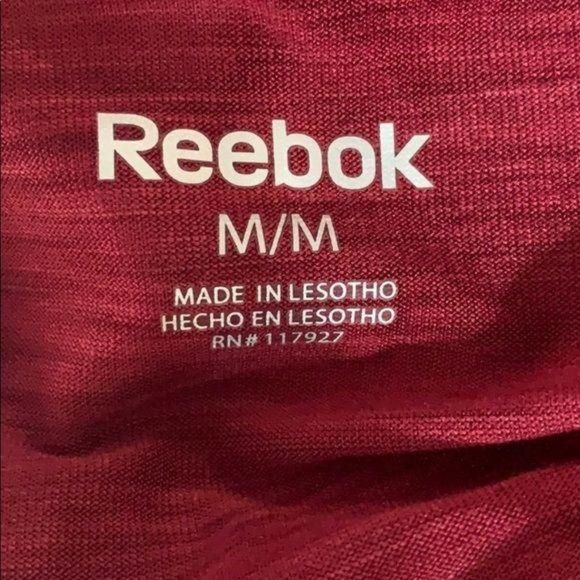 Reebok
M/M
MADE IN LESOTHO
HECHO EN LESOTHO
RN# 117927